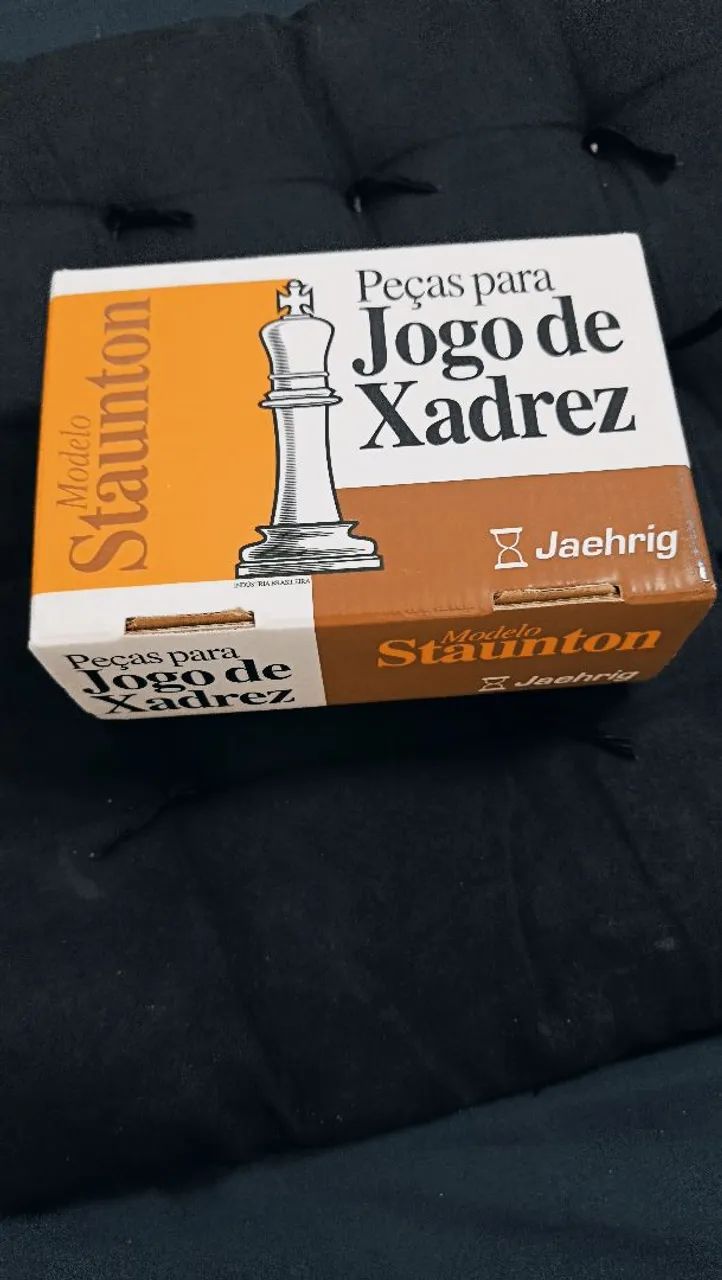 Modelo
Staunton
Peças para
Jogo de
Xadrez
Jaehrig
INDÚSTRIA BRASILEIRA
Peças para
Jogo de
Xadrez
Modelo
Staunton
Jaehrig